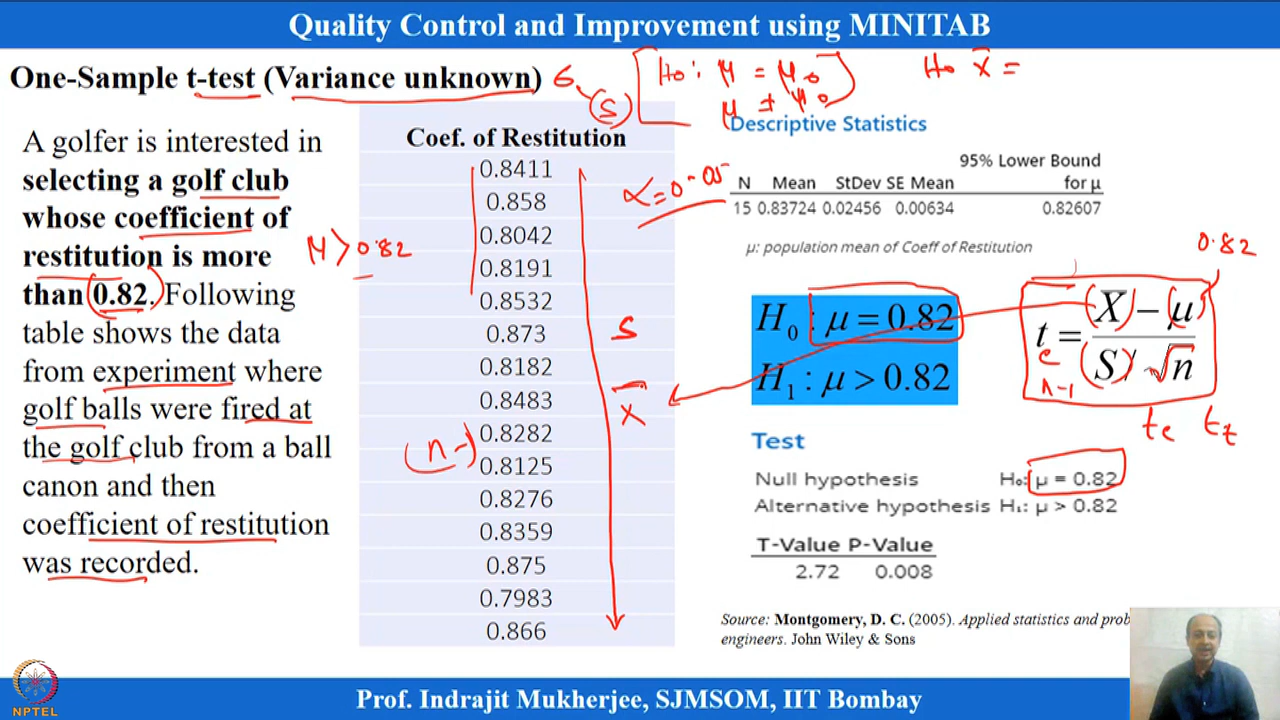 Quality Control and Improvement using MINITAB
One-Sample t-test (Variance unknown)
σ (S)
H₀: μ = μ₀
μ ≠ μ₀
H₀ X̄ =
A golfer is interested in
selecting a golf club
whose coefficient of
restitution is more
than 0.82. Following
table shows the data
from experiment where
golf balls were fired at
the golf club from a ball
canon and then
coefficient of restitution
was recorded.
μ > 0.82
Coef. of Restitution
0.8411
0.858
0.8042
0.8191
0.8532
0.873
0.8182
0.8483
0.8282
0.8125
0.8276
0.8359
0.875
0.7983
0.866
S
X̄
α = 0.05
Descriptive Statistics
95% Lower Bound
N Mean StDev SE Mean for μ
15 0.83724 0.02456 0.00634 0.82607
μ: population mean of Coeff of Restitution
H₀ : μ = 0.82
H₁ : μ > 0.82
0.82
t = (X̄ − μ) / (S / √n)
n-1
tc tt
Test
Null hypothesis H₀: μ = 0.82
Alternative hypothesis H₁: μ > 0.82
T-Value P-Value
2.72 0.008
Source: Montgomery, D. C. (2005). Applied statistics and prob
engineers. John Wiley & Sons
NPTEL
Prof. Indrajit Mukherjee, SJMSOM, IIT Bombay